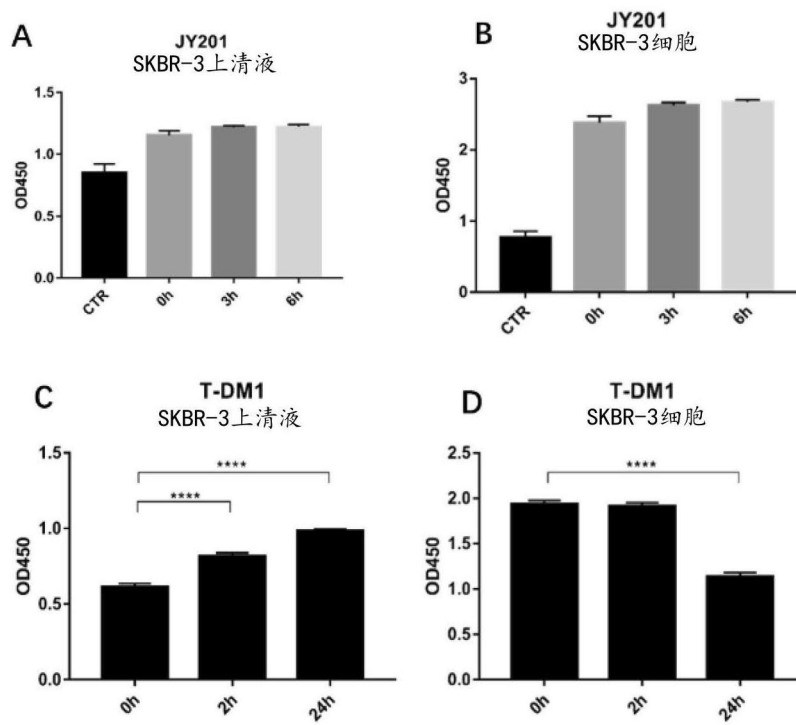 A
JY201
SKBR-3上清液
OD450
1.5
1.0
0.5
0.0
CTR
0h
3h
6h
B
JY201
SKBR-3细胞
OD450
3
2
1
0
CTR
0h
3h
6h
C
T-DM1
SKBR-3上清液
OD450
1.5
1.0
0.5
0.0
****
****
0h
2h
24h
D
T-DM1
SKBR-3细胞
OD450
2.0
1.5
1.0
0.5
0.0
2.5
****
0h
2h
24h